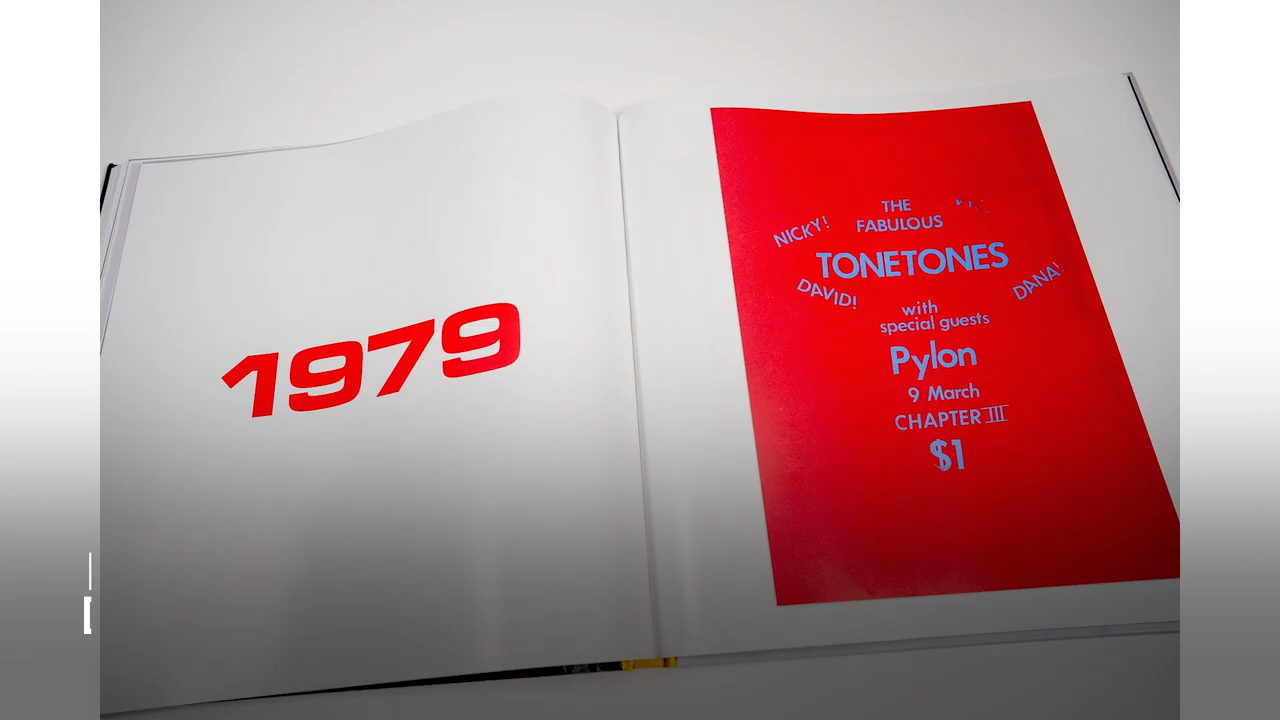 1979
THE
FABULOUS
NICKY!
TONETONES
DAVID!
DANA!
with
special guests
Pylon
9 March
CHAPTER III
$1